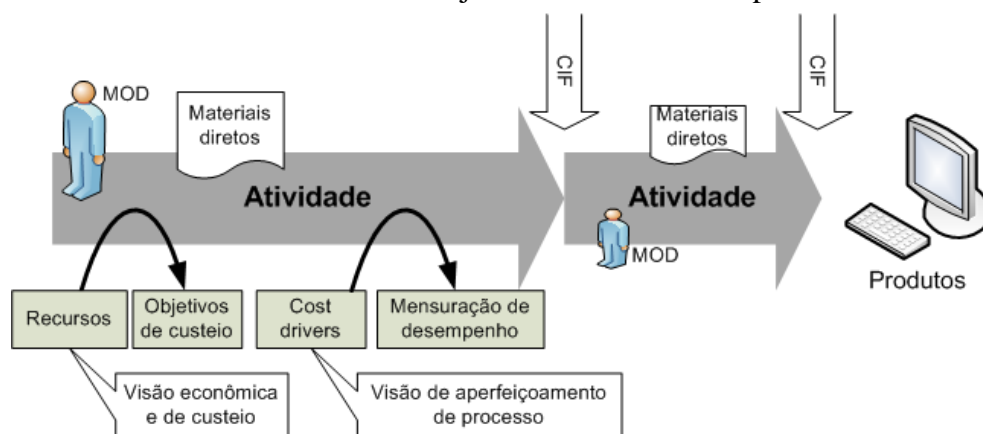 MOD
Materiais
diretos
Atividade
CIF
Materiais
diretos
Atividade
MOD
CIF
Produtos
Recursos
Objetivos
de custeio
Cost
drivers
Mensuração de
desempenho
Visão econômica
e de custeio
Visão de aperfeiçoamento
de processo